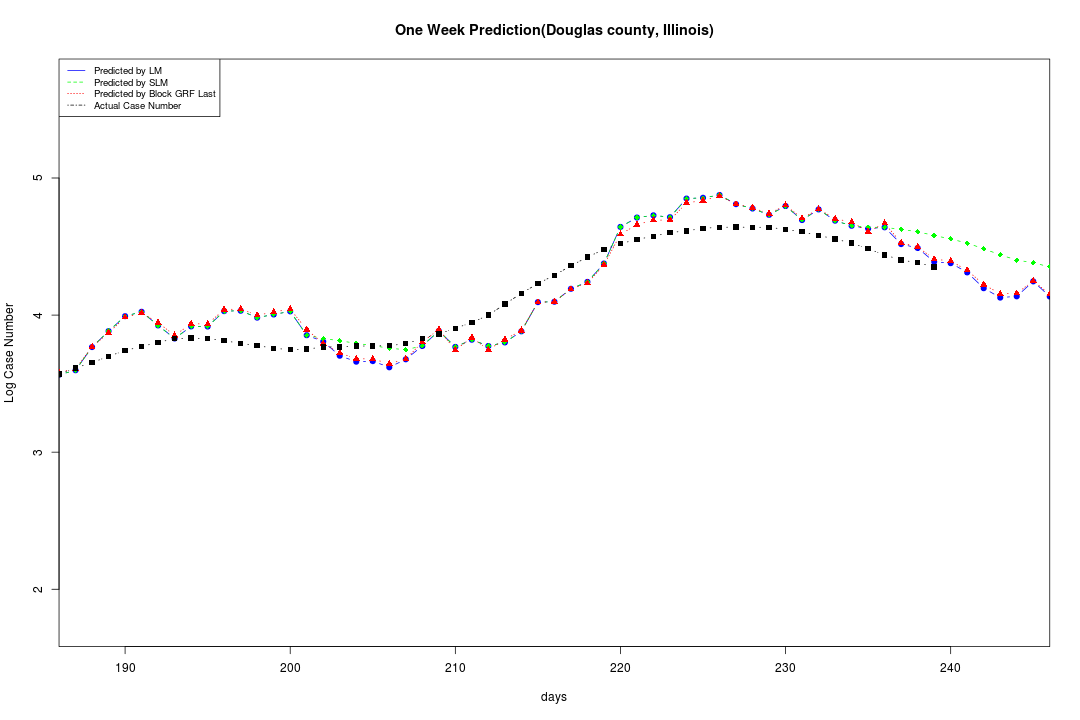 One Week Prediction(Douglas county, Illinois)
Predicted by LM
Predicted by SLM
Predicted by Block GRF Last
Actual Case Number
Log Case Number
5
4
3
2
190 200 210 220 230 240
days